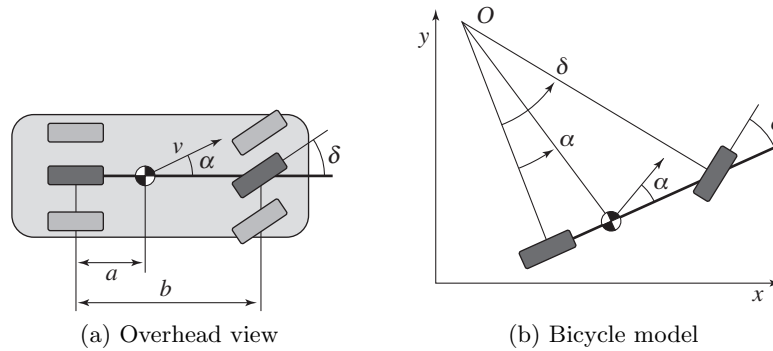 v
α
δ
a
b
(a) Overhead view
y
O
δ
α
α
x
(b) Bicycle model